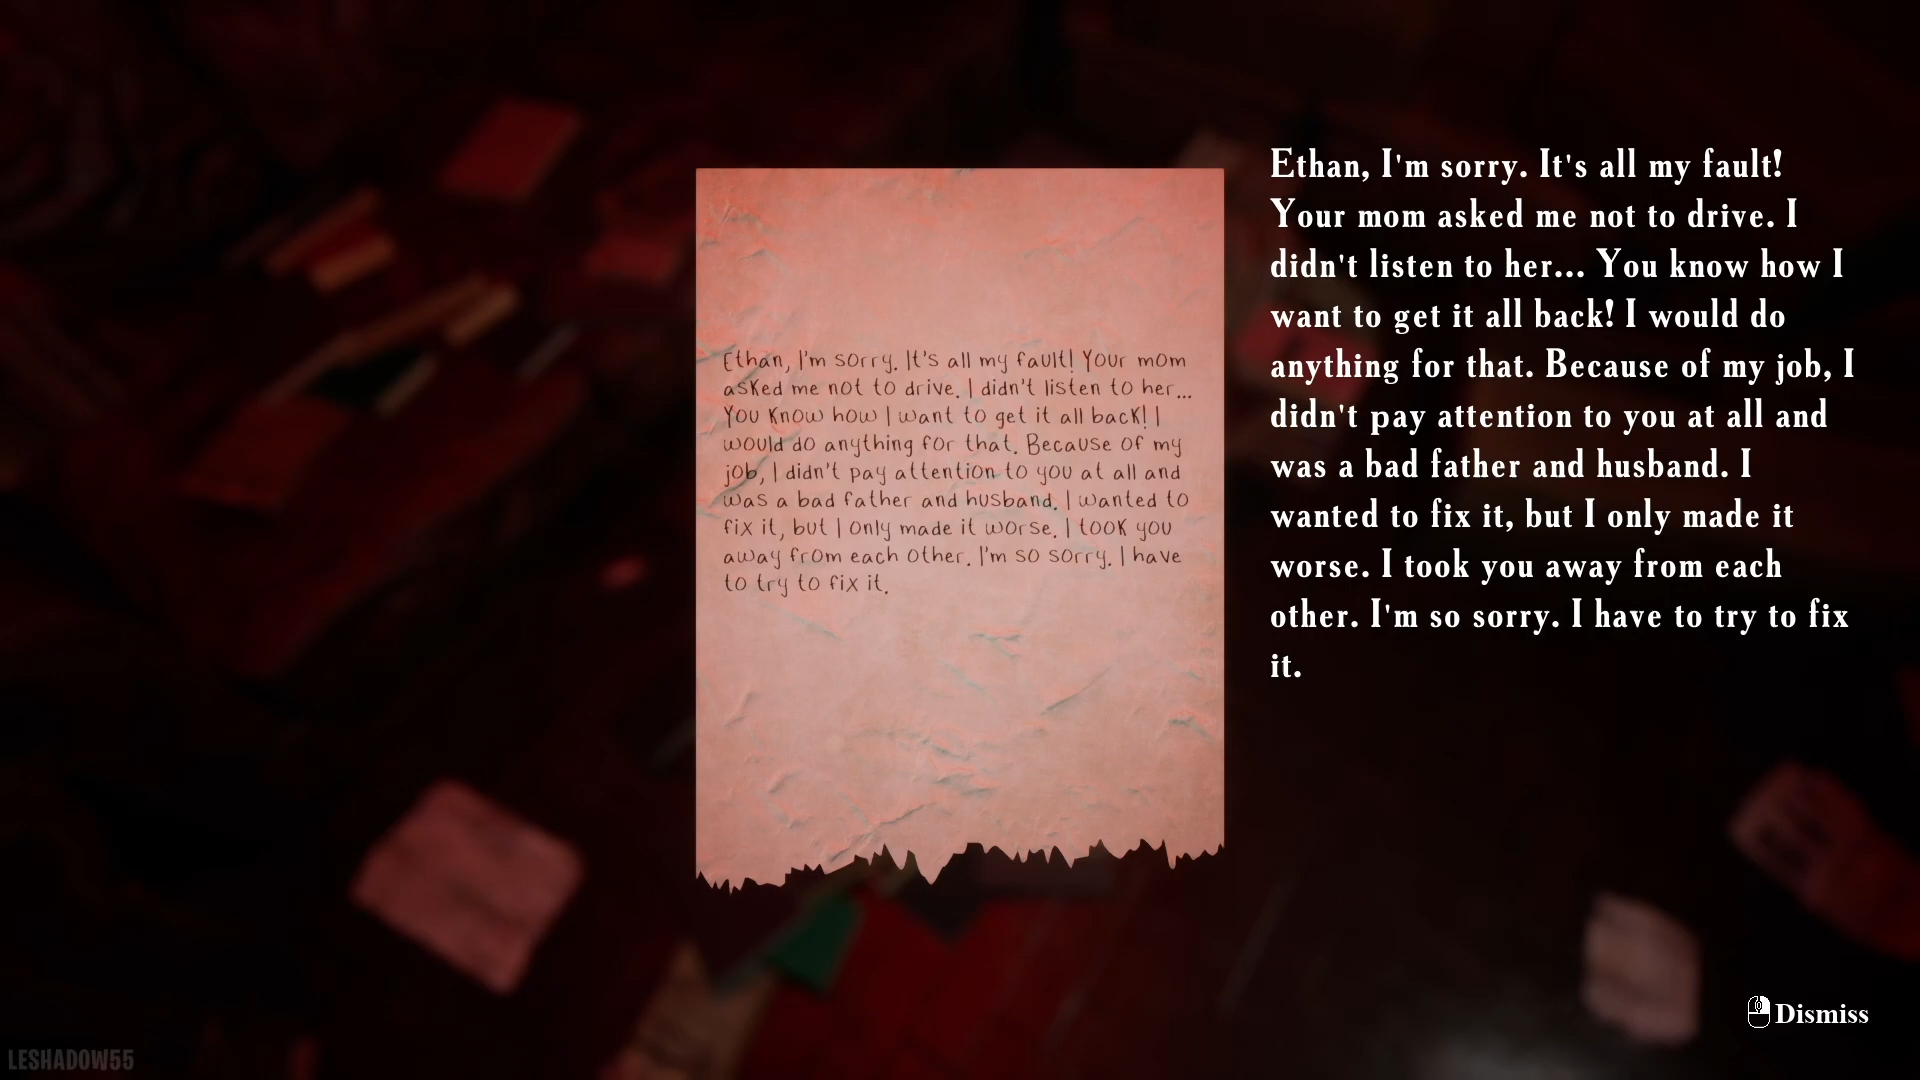 Ethan, I'm sorry. It's all my fault! Your mom
asked me not to drive. I didn't listen to her...
You know how I want to get it all back! I
would do anything for that. Because of my
job, I didn't pay attention to you at all and
was a bad father and husband. I wanted to
fix it, but I only made it worse. I took you
away from each other. I'm so sorry. I have
to try to fix it.
Ethan, I'm sorry. It's all my fault!
Your mom asked me not to drive. I
didn't listen to her... You know how I
want to get it all back! I would do
anything for that. Because of my job, I
didn't pay attention to you at all and
was a bad father and husband. I
wanted to fix it, but I only made it
worse. I took you away from each
other. I'm so sorry. I have to try to fix
it.
Dismiss
LESHADOW55